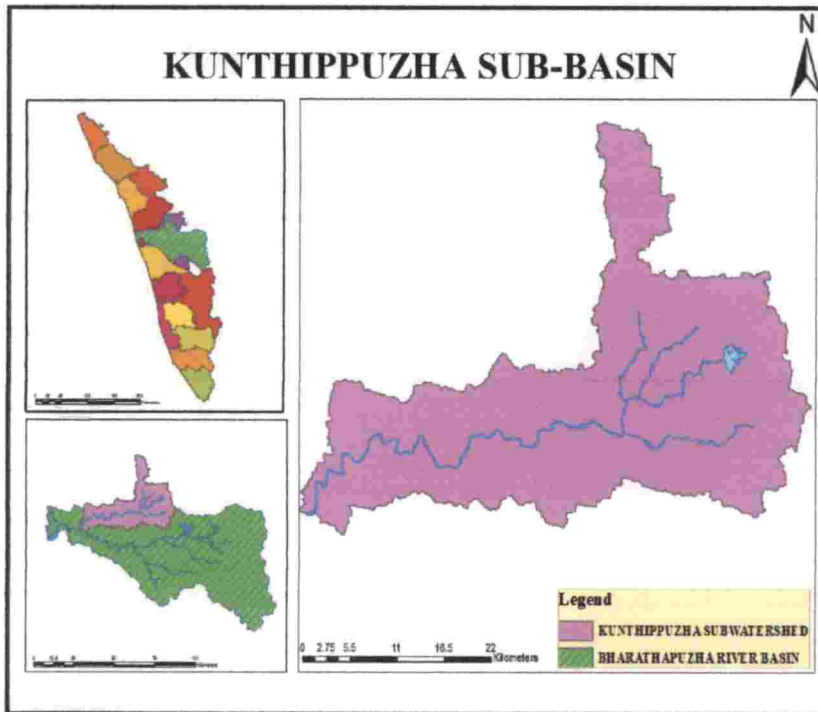 N
KUNTHIPPUZHA SUB-BASIN
Legend
KUNTHIPPUZHA SUBWATERSHED
BHARATHAPUZHA RIVER BASIN
0 2.75 5.5 11 16.5 22
Kilometers